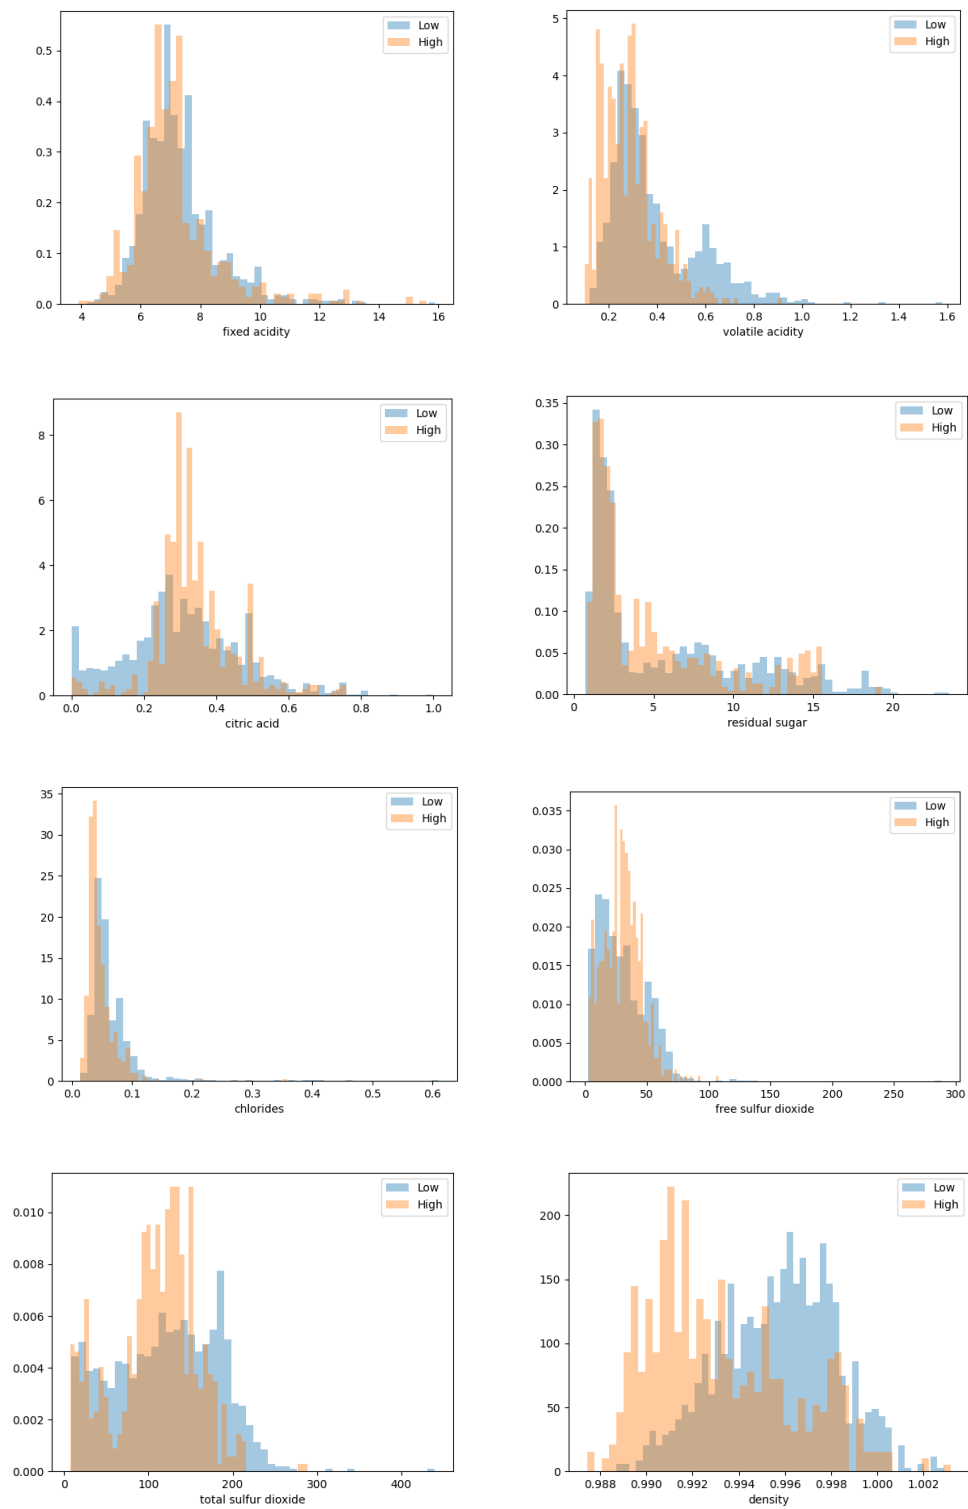 Low
High
0.5
0.4
0.3
0.2
0.1
0.0
4 6 8 10 12 14 16
fixed acidity
Low
High
5
4
3
2
1
0
0.2 0.4 0.6 0.8 1.0 1.2 1.4 1.6
volatile acidity
Low
High
8
6
4
2
0
0.0 0.2 0.4 0.6 0.8 1.0
citric acid
Low
High
0.35
0.30
0.25
0.20
0.15
0.10
0.05
0.00
0 5 10 15 20
residual sugar
Low
High
35
30
25
20
15
10
5
0
0.0 0.1 0.2 0.3 0.4 0.5 0.6
chlorides
Low
High
0.035
0.030
0.025
0.020
0.015
0.010
0.005
0.000
0 50 100 150 200 250 300
free sulfur dioxide
Low
High
0.010
0.008
0.006
0.004
0.002
0.000
0 100 200 300 400
total sulfur dioxide
Low
High
200
150
100
50
0
0.988 0.990 0.992 0.994 0.996 0.998 1.000 1.002
density